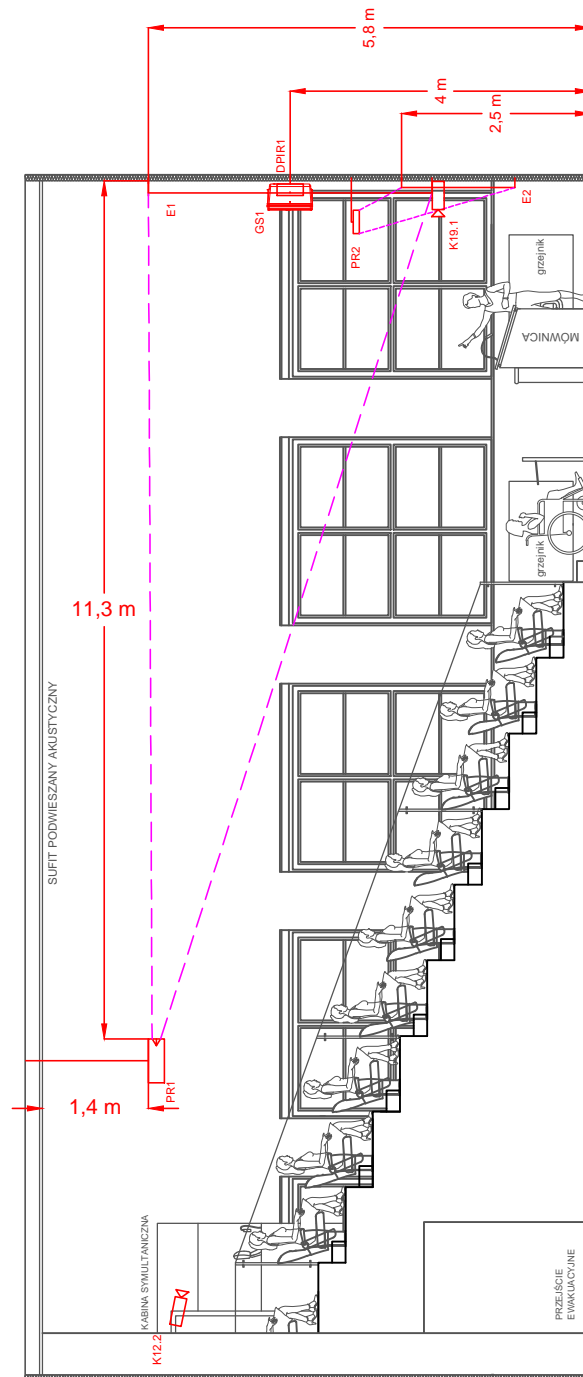 5,8 m
4 m
2,5 m
DPIR1
E1
GS1
PR2
K19.1
E2
grzejnik
MÓWNICA
grzejnik
11,3 m
SUFIT PODWIESZANY AKUSTYCZNY
1,4 m
PR1
KABINA SYMULTANICZNA
K12.2
PRZEJŚCIE
EWAKUACYJNE